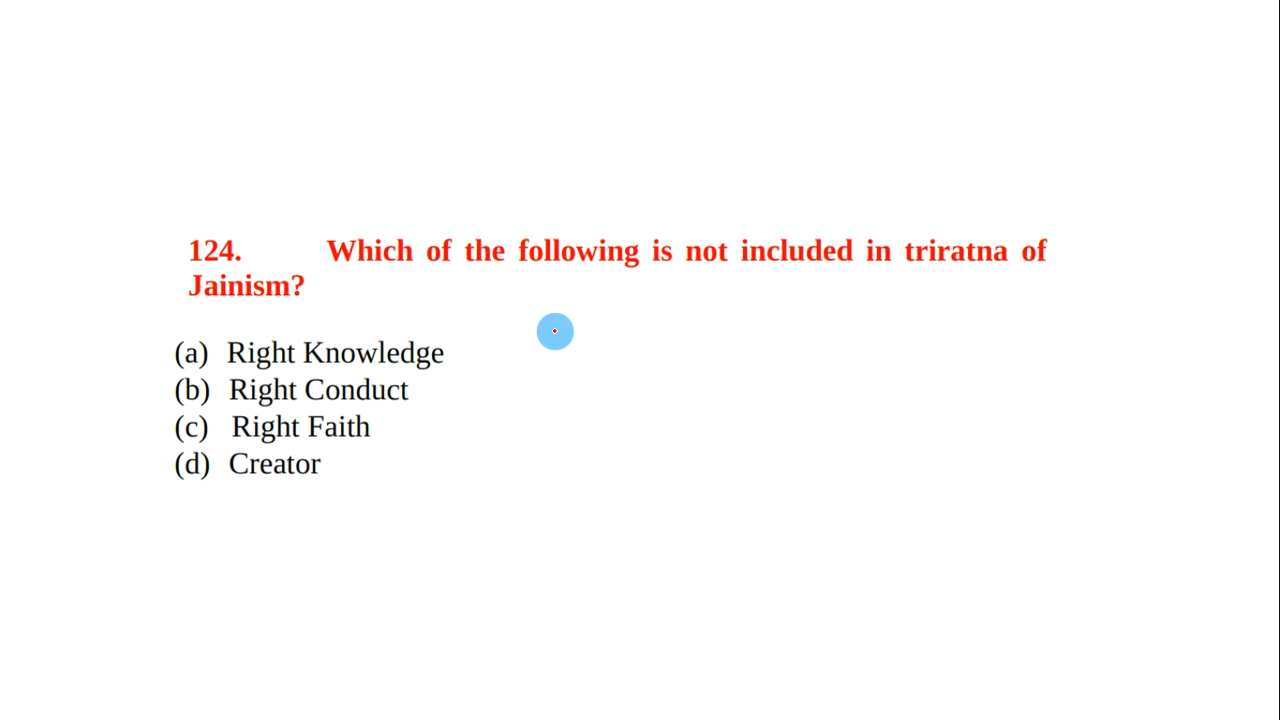 124. Which of the following is not included in triratna of
Jainism?
(a) Right Knowledge
(b) Right Conduct
(c) Right Faith
(d) Creator